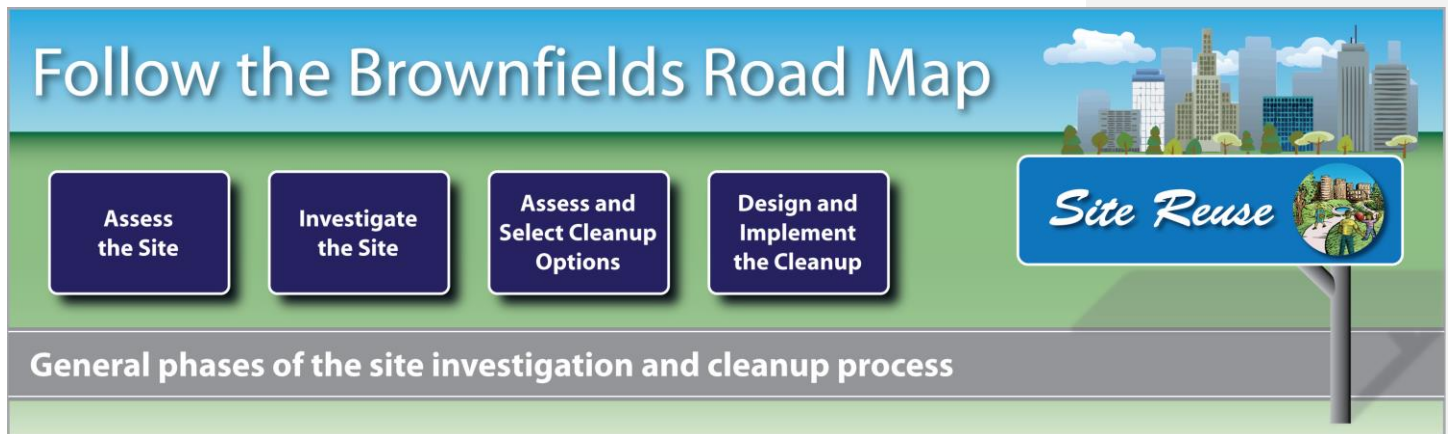 Follow the Brownfields Road Map
Assess
the Site
Investigate
the Site
Assess and
Select Cleanup
Options
Design and
Implement
the Cleanup
Site Reuse
General phases of the site investigation and cleanup process